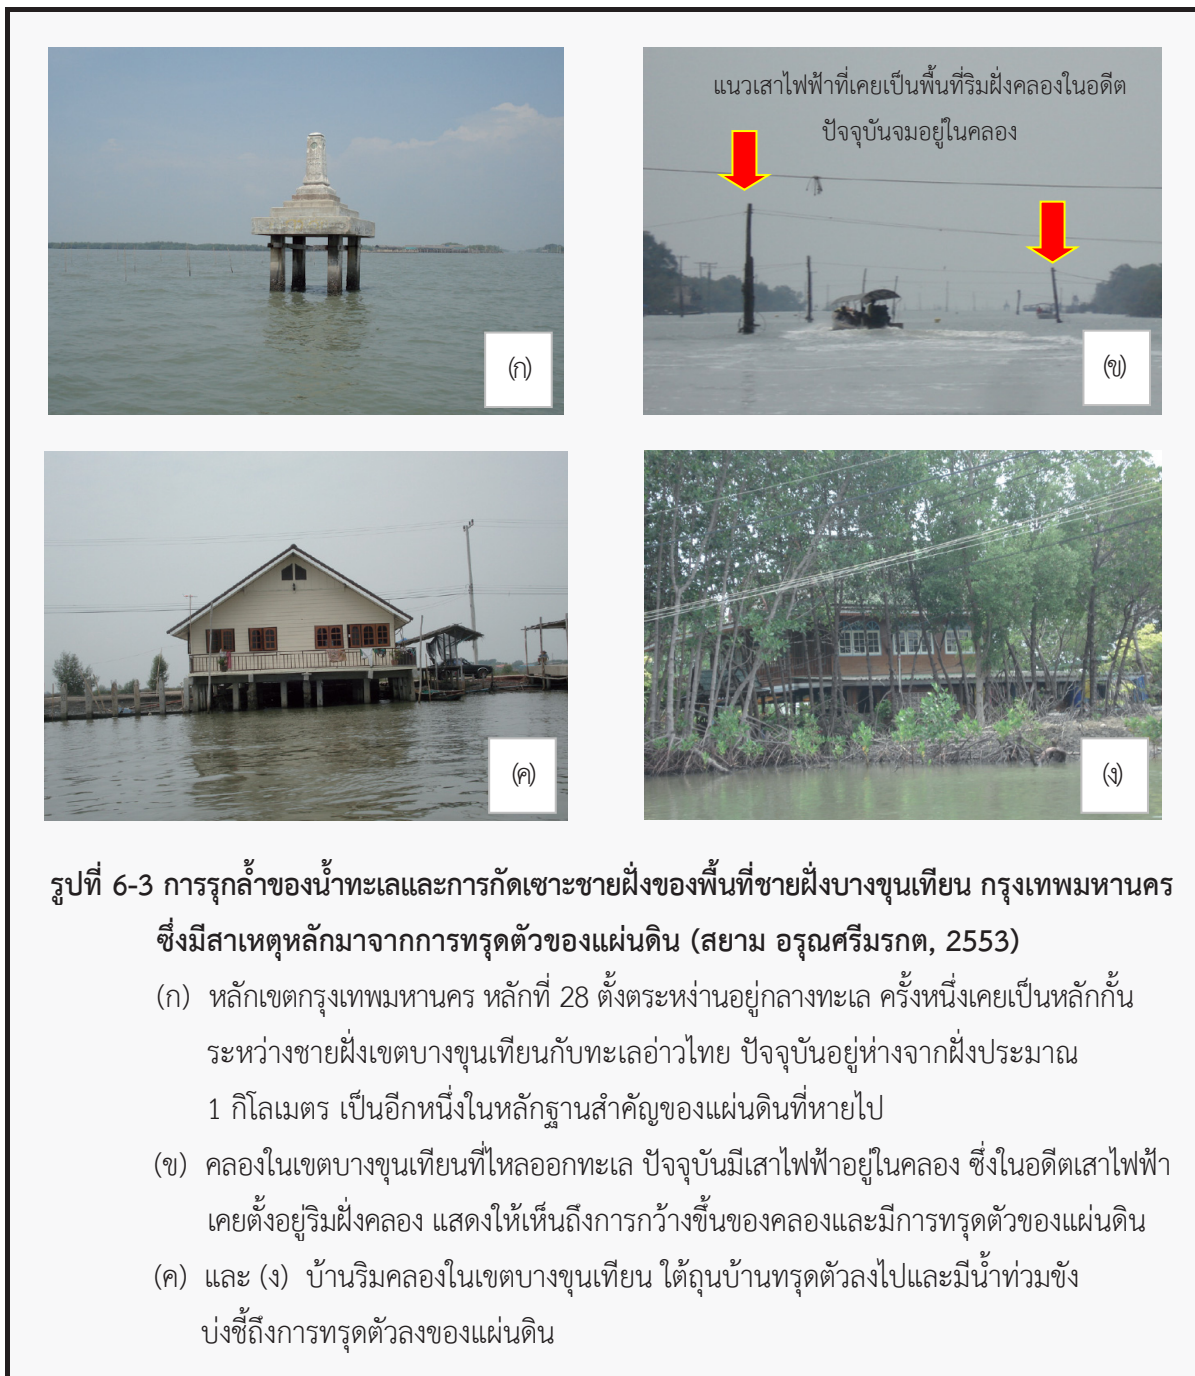 แนวเสาไฟฟ้าที่เคยเป็นพื้นที่ริมฝั่งคลองในอดีต
ปัจจุบันจมอยู่ในคลอง
(ก)
(ข)
(ค)
(ง)
รูปที่ 6-3 การรุกล้ำของน้ำทะเลและการกัดเซาะชายฝั่งของพื้นที่ชายฝั่งบางขุนเทียน กรุงเทพมหานคร
ซึ่งมีสาเหตุหลักมาจากการทรุดตัวของแผ่นดิน (สยาม อรุณศรีมรกต, 2553)
(ก) หลักเขตกรุงเทพมหานคร หลักที่ 28 ตั้งตระหง่านอยู่กลางทะเล ครั้งหนึ่งเคยเป็นหลักกั้น
ระหว่างชายฝั่งเขตบางขุนเทียนกับทะเลอ่าวไทย ปัจจุบันอยู่ห่างจากฝั่งประมาณ
1 กิโลเมตร เป็นอีกหนึ่งในหลักฐานสำคัญของแผ่นดินที่หายไป
(ข) คลองในเขตบางขุนเทียนที่ไหลออกทะเล ปัจจุบันมีเสาไฟฟ้าอยู่ในคลอง ซึ่งในอดีตเสาไฟฟ้า
เคยตั้งอยู่ริมฝั่งคลอง แสดงให้เห็นถึงการกว้างขึ้นของคลองและมีการทรุดตัวของแผ่นดิน
(ค) และ (ง) บ้านริมคลองในเขตบางขุนเทียน ใต้ถุนบ้านทรุดตัวลงไปและมีน้ำท่วมขัง
บ่งชี้ถึงการทรุดตัวลงของแผ่นดิน